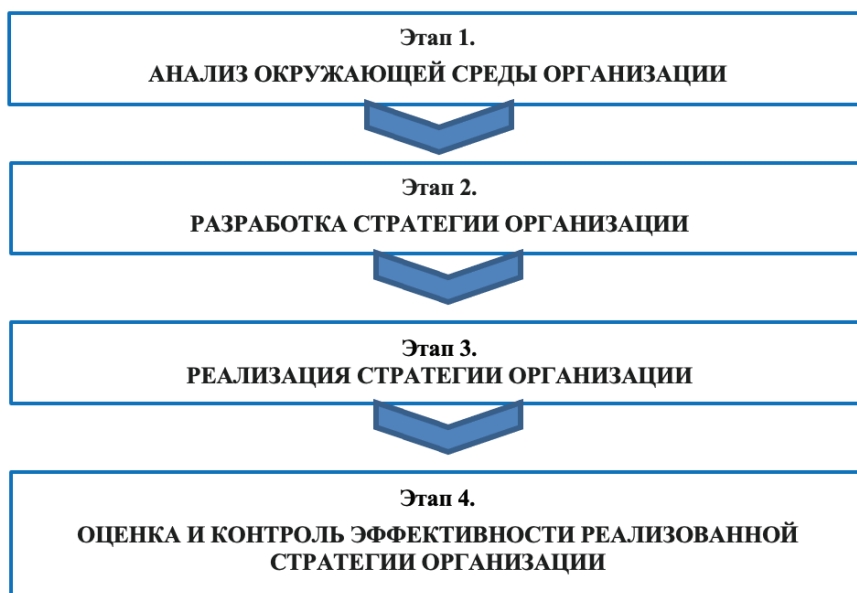 Этап 1.
АНАЛИЗ ОКРУЖАЮЩЕЙ СРЕДЫ ОРГАНИЗАЦИИ
Этап 2.
РАЗРАБОТКА СТРАТЕГИИ ОРГАНИЗАЦИИ
Этап 3.
РЕАЛИЗАЦИЯ СТРАТЕГИИ ОРГАНИЗАЦИИ
Этап 4.
ОЦЕНКА И КОНТРОЛЬ ЭФФЕКТИВНОСТИ РЕАЛИЗОВАННОЙ
СТРАТЕГИИ ОРГАНИЗАЦИИ